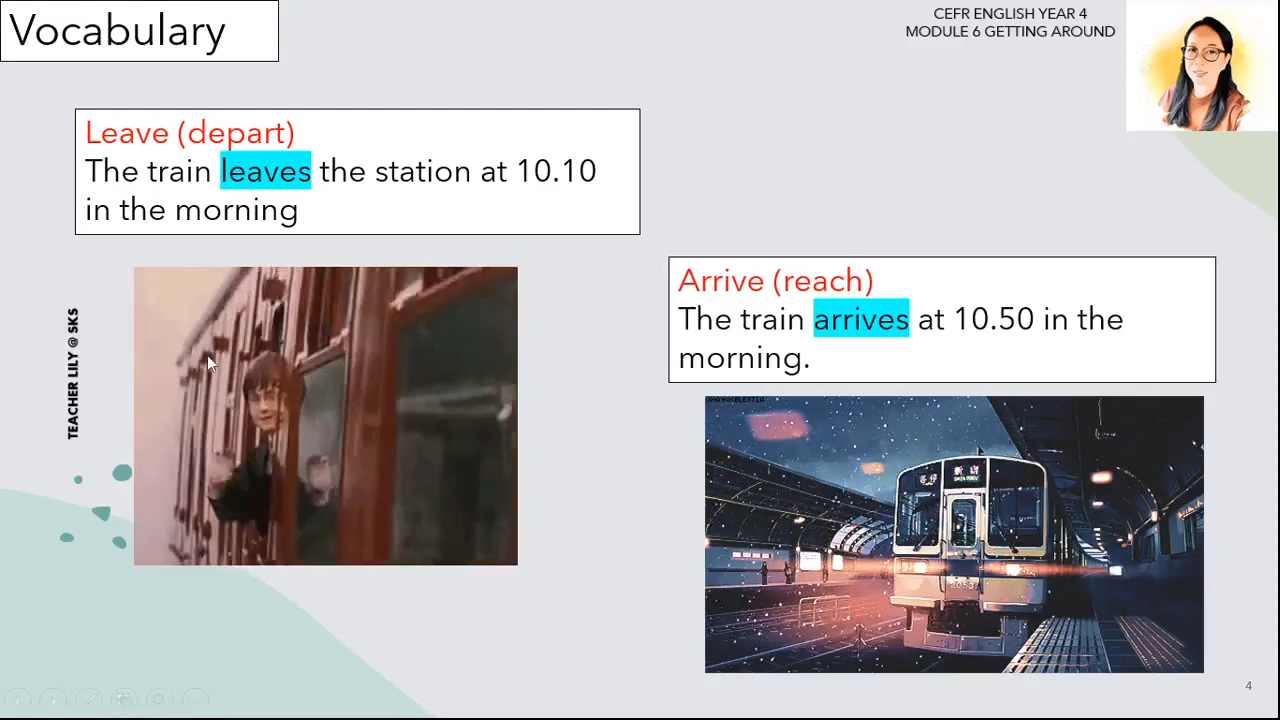 Vocabulary
CEFR ENGLISH YEAR 4
MODULE 6 GETTING AROUND
Leave (depart)
The train leaves the station at 10.10
in the morning
Arrive (reach)
The train arrives at 10.50 in the
morning.
TEACHER LILY @ SKS
4